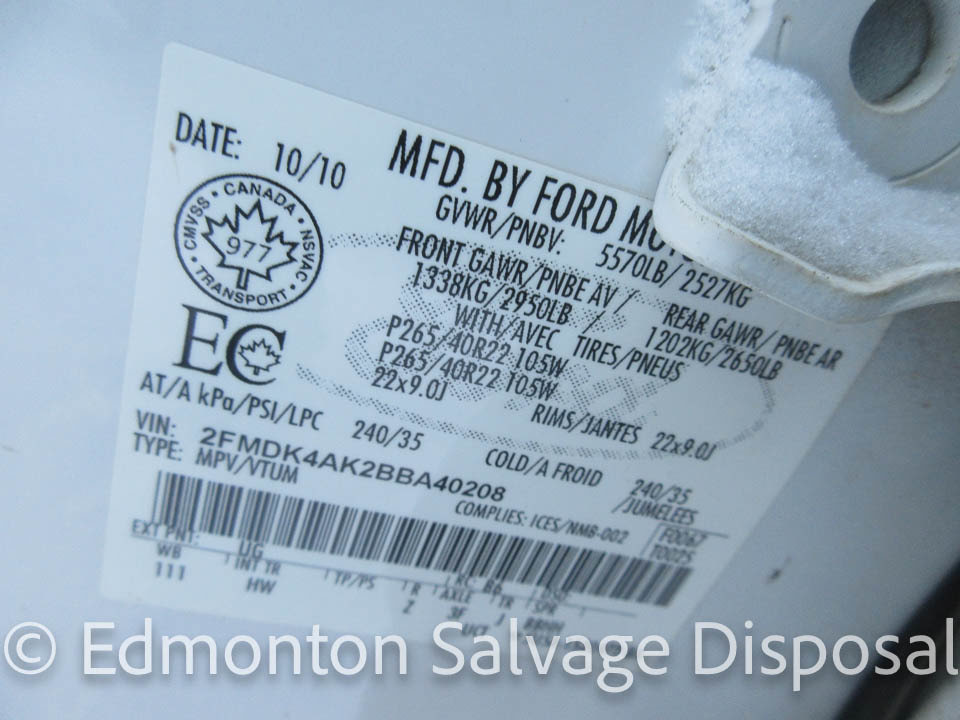 DATE: 10/10
MFD. BY FORD
GVWR/PNBV: 5570LB/ 2527KG
FRONT GAWR/PNBE AV / REAR GAWR/ PNBE AR
1338KG/2950LB / 1202KG/2650LB
WITH/AVEC TIRES/PNEUS
P265/40R22 105W
P265/40R22 105W
22x9.0J RIMS/JANTES 22x9.0J
CMVSS · CANADA · NSVAC
977
TRANSPORT
EC
AT/A kPa/PSI/LPC 240/35 COLD/A FROID 240/35
/JUMELEES
VIN: 2FMDK4AK2BBA40208
TYPE: MPV/VTUM
COMPLIES: ICES/NMB-002
F0067
T0025
EXT PNT: UG
WB INT TR TP/PS R AXLE TR SPR
111 HW Z 3F J
© Edmonton Salvage Disposal